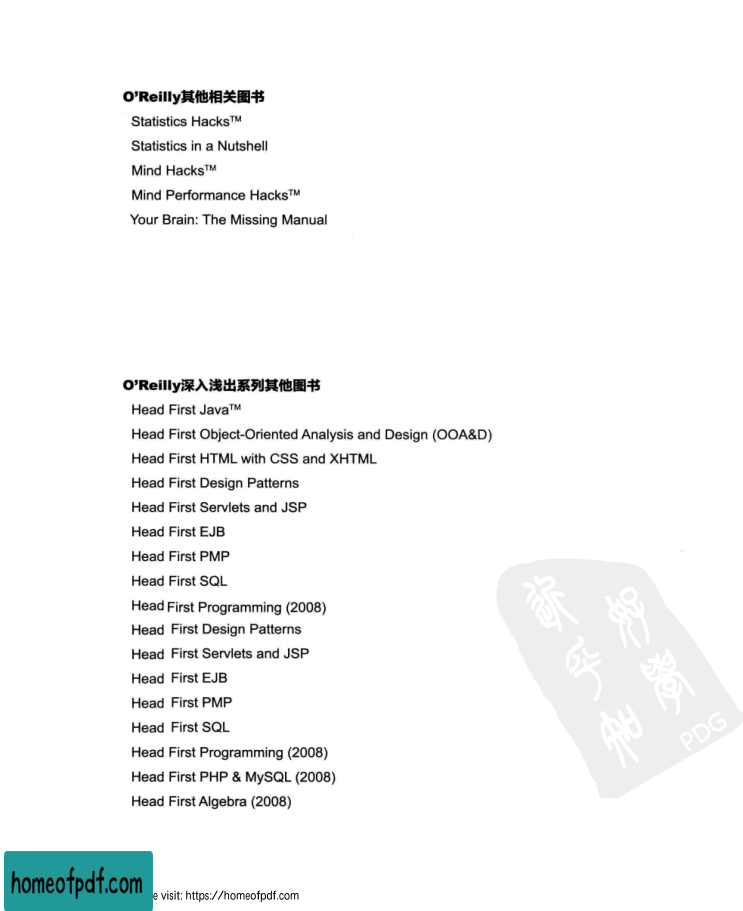 O'Reilly其他相关图书
Statistics Hacks™
Statistics in a Nutshell
Mind Hacks™
Mind Performance Hacks™
Your Brain: The Missing Manual
O'Reilly深入浅出系列其他图书
Head First Java™
Head First Object-Oriented Analysis and Design (OOA&D)
Head First HTML with CSS and XHTML
Head First Design Patterns
Head First Servlets and JSP
Head First EJB
Head First PMP
Head First SQL
Head First Programming (2008)
Head First Design Patterns
Head First Servlets and JSP
Head First EJB
Head First PMP
Head First SQL
Head First Programming (2008)
Head First PHP & MySQL (2008)
Head First Algebra (2008)
PDG
homeofpdf.com
e visit: https://homeofpdf.com